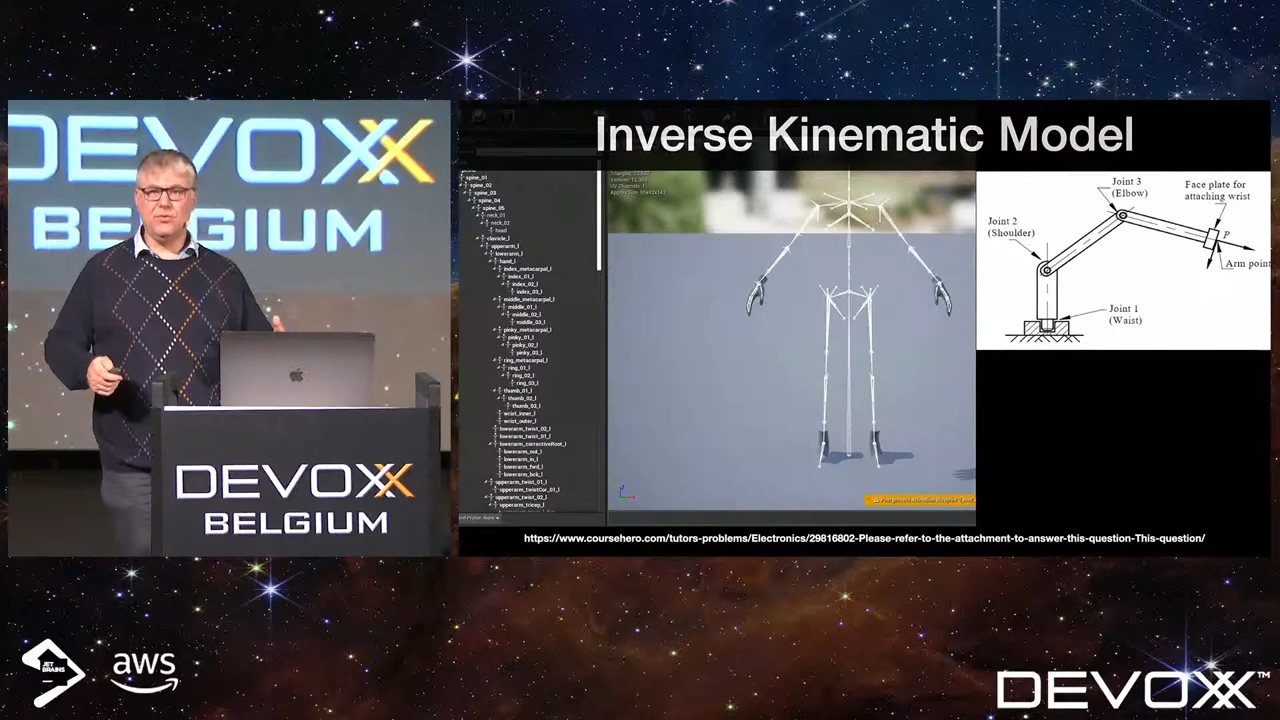 DEVOXX
BELGIUM
DEVOXX
BELGIUM
Inverse Kinematic Model
spine_01
spine_02
spine_03
spine_04
spine_05
neck_01
neck_02
head
clavicle_l
upperarm_l
lowerarm_l
hand_l
index_metacarpal_l
index_01_l
index_02_l
index_03_l
middle_metacarpal_l
middle_01_l
middle_02_l
middle_03_l
pinky_metacarpal_l
pinky_01_l
pinky_02_l
pinky_03_l
ring_metacarpal_l
ring_01_l
ring_02_l
ring_03_l
thumb_01_l
thumb_02_l
thumb_03_l
wrist_inner_l
wrist_outer_l
lowerarm_twist_02_l
lowerarm_twist_01_l
lowerarm_correctiveRoot_l
lowerarm_out_l
lowerarm_in_l
lowerarm_fwd_l
lowerarm_bck_l
upperarm_twist_01_l
upperarm_twistCor_01_l
upperarm_twist_02_l
upperarm_tricep_l
Joint 3
(Elbow)
Face plate for
attaching wrist
Joint 2
(Shoulder)
P
Arm point
Joint 1
(Waist)
https://www.coursehero.com/tutors-problems/Electronics/29816802-Please-refer-to-the-attachment-to-answer-this-question-This-question/
JET
BRAINS
aws
DEVOXX™